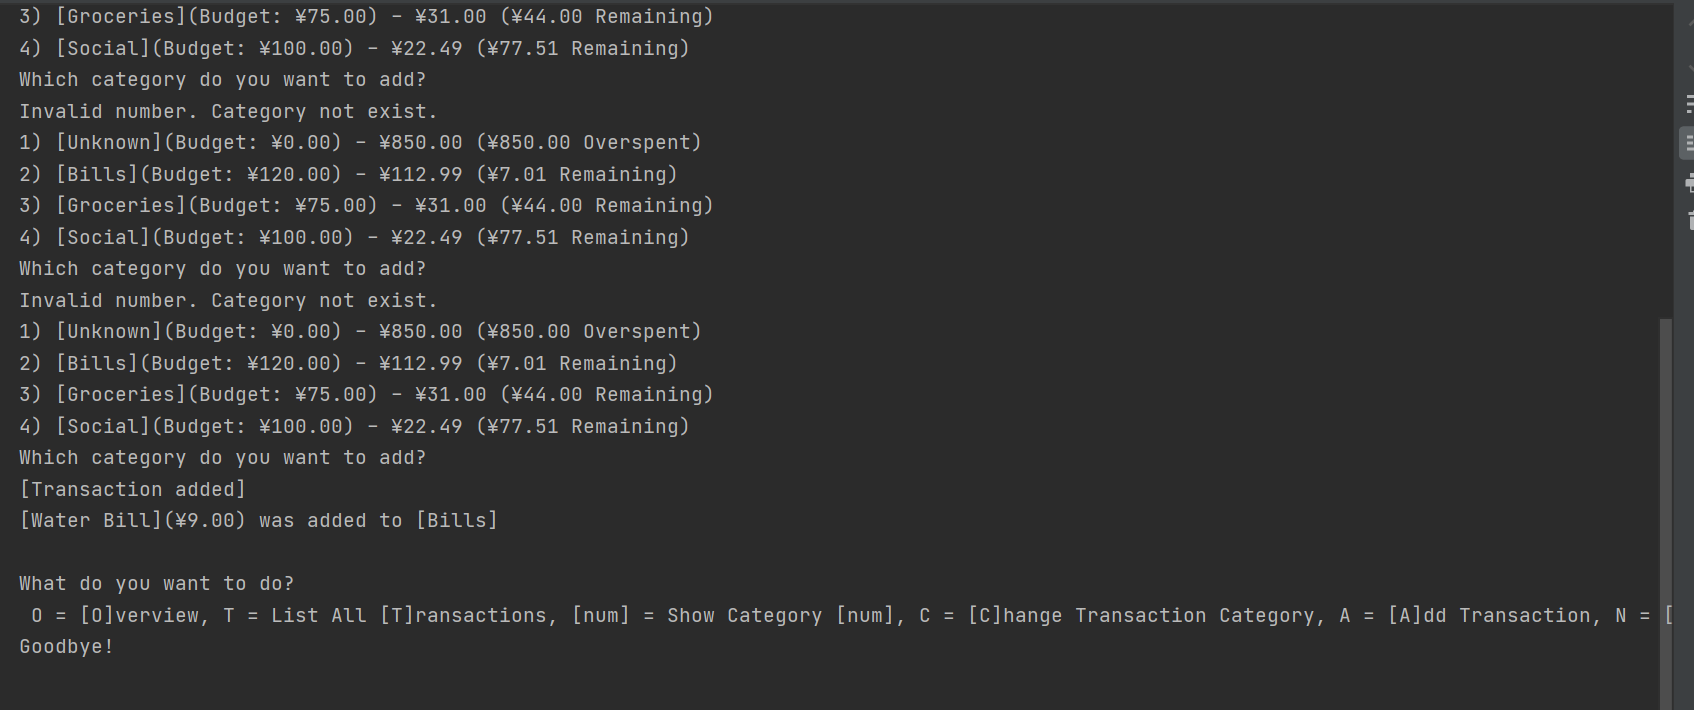 3) [Groceries](Budget: ¥75.00) - ¥31.00 (¥44.00 Remaining)
4) [Social](Budget: ¥100.00) - ¥22.49 (¥77.51 Remaining)
Which category do you want to add?
Invalid number. Category not exist.
1) [Unknown](Budget: ¥0.00) - ¥850.00 (¥850.00 Overspent)
2) [Bills](Budget: ¥120.00) - ¥112.99 (¥7.01 Remaining)
3) [Groceries](Budget: ¥75.00) - ¥31.00 (¥44.00 Remaining)
4) [Social](Budget: ¥100.00) - ¥22.49 (¥77.51 Remaining)
Which category do you want to add?
Invalid number. Category not exist.
1) [Unknown](Budget: ¥0.00) - ¥850.00 (¥850.00 Overspent)
2) [Bills](Budget: ¥120.00) - ¥112.99 (¥7.01 Remaining)
3) [Groceries](Budget: ¥75.00) - ¥31.00 (¥44.00 Remaining)
4) [Social](Budget: ¥100.00) - ¥22.49 (¥77.51 Remaining)
Which category do you want to add?
[Transaction added]
[Water Bill](¥9.00) was added to [Bills]
What do you want to do?
O = [O]verview, T = List All [T]ransactions, [num] = Show Category [num], C = [C]hange Transaction Category, A = [A]dd Transaction, N = [
Goodbye!